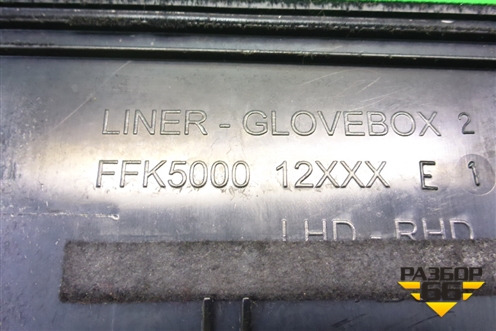 LINER - GLOVEBOX 2
FFK5000 12XXX E 1
LHD - RHD
РАЗБОР
66